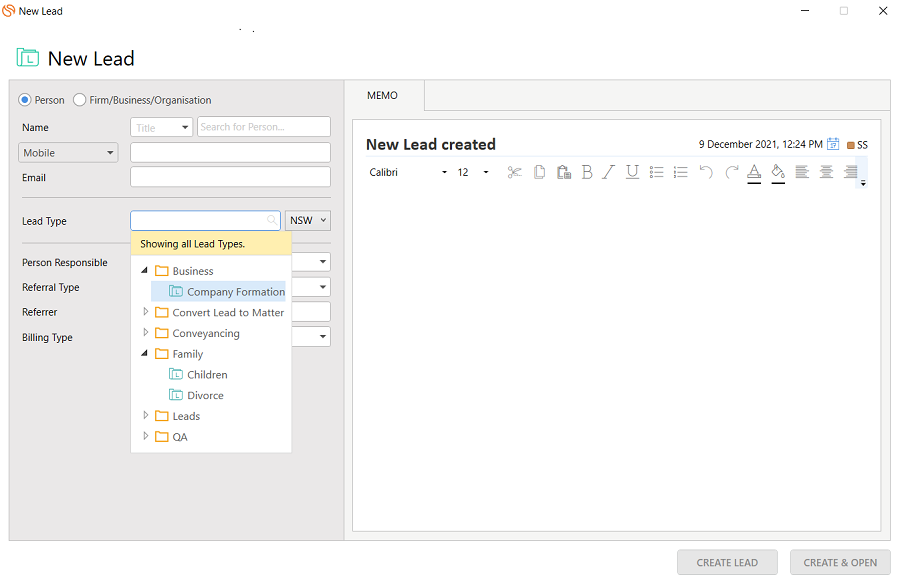 New Lead
New Lead
Person Firm/Business/Organisation
Name Title Search for Person...
Mobile
Email
Lead Type NSW
Showing all Lead Types.
Person Responsible
Referral Type
Referrer
Billing Type
Business
Company Formation
Convert Lead to Matter
Conveyancing
Family
Children
Divorce
Leads
QA
MEMO
New Lead created 9 December 2021, 12:24 PM 17 SS
Calibri 12 B I U A
CREATE LEAD CREATE & OPEN